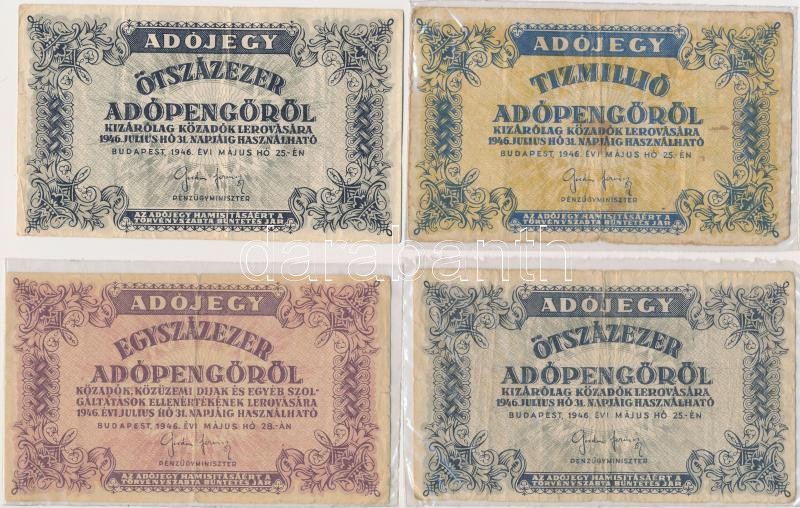 ADÓJEGY
ÖTSZÁZEZER
ADÓPENGŐRŐL
KIZÁRÓLAG KÖZADÓK LEROVÁSÁRA
1946. JULIUS HÓ 31. NAPJÁIG HASZNÁLHATÓ
BUDAPEST, 1946. ÉVI MÁJUS HÓ 25.-ÉN
PÉNZÜGYMINISZTER
AZ ADÓJEGY HAMISITÁSÁÉRT A
TÖRVÉNYSZABTA BÜNTETÉS JÁR
ADÓJEGY
TIZMILLIÓ
ADÓPENGŐRŐL
KIZÁRÓLAG KÖZADÓK LEROVÁSÁRA
1946. JULIUS HÓ 31. NAPJÁIG HASZNÁLHATÓ
BUDAPEST, 1946. ÉVI MÁJUS HÓ 25.-ÉN
PÉNZÜGYMINISZTER
AZ ADÓJEGY HAMISITÁSÁÉRT A
TÖRVÉNYSZABTA BÜNTETÉS JÁR
darabanth
ADÓJEGY
EGYSZÁZEZER
ADÓPENGŐRŐL
KÖZADÓK, KÖZÜZEMI DIJAK ÉS EGYÉB SZOL-
GÁLTATÁSOK ELLENÉRTÉKÉNEK LEROVÁSÁRA
1946. ÉVI JULIUS HÓ 31. NAPJÁIG HASZNÁLHATÓ
BUDAPEST, 1946. ÉVI MÁJUS HÓ 28.-ÁN
PÉNZÜGYMINISZTER
AZ ADÓJEGY HAMISITÁSÁÉRT A
TÖRVÉNYSZABTA BÜNTETÉS JÁR
ADÓJEGY
ÖTSZÁZEZER
ADÓPENGŐRŐL
KIZÁRÓLAG KÖZADÓK LEROVÁSÁRA
1946. JULIUS HÓ 31. NAPJÁIG HASZNÁLHATÓ
BUDAPEST, 1946. ÉVI MÁJUS HÓ 25.-ÉN
PÉNZÜGYMINISZTER
AZ ADÓJEGY HAMISITÁSÁÉRT A
TÖRVÉNYSZABTA BÜNTETÉS JÁR